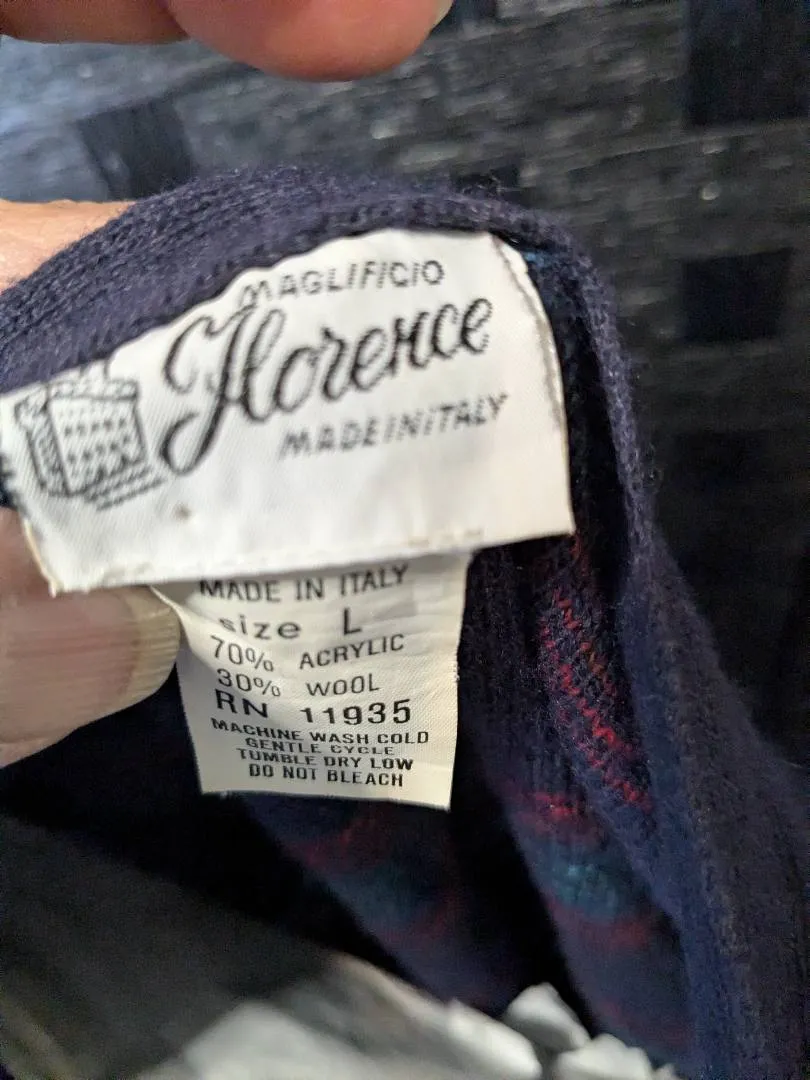 MAGLIFICIO
Florence
MADE IN ITALY
MADE IN ITALY
size L
70% ACRYLIC
30% WOOL
RN 11935
MACHINE WASH COLD
GENTLE CYCLE
TUMBLE DRY LOW
DO NOT BLEACH